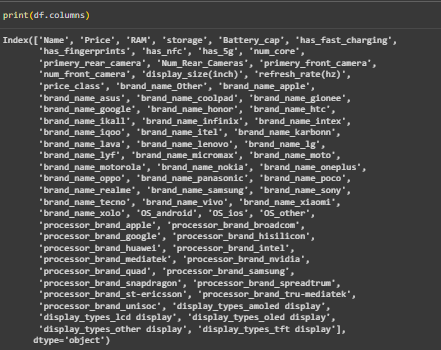 print(df.columns)
Index(['Name', 'Price', 'RAM', 'storage', 'Battery_cap', 'has_fast_charging',
'has_fingerprints', 'has_nfc', 'has_5g', 'num_core',
'primery_rear_camera', 'Num_Rear_Cameras', 'primery_front_camera',
'num_front_camera', 'display_size(inch)', 'refresh_rate(hz)',
'price_class', 'brand_name_Other', 'brand_name_apple',
'brand_name_asus', 'brand_name_coolpad', 'brand_name_gionee',
'brand_name_google', 'brand_name_honor', 'brand_name_htc',
'brand_name_ikall', 'brand_name_infinix', 'brand_name_intex',
'brand_name_iqoo', 'brand_name_itel', 'brand_name_karbonn',
'brand_name_lava', 'brand_name_lenovo', 'brand_name_lg',
'brand_name_lyf', 'brand_name_micromax', 'brand_name_moto',
'brand_name_motorola', 'brand_name_nokia', 'brand_name_oneplus',
'brand_name_oppo', 'brand_name_panasonic', 'brand_name_poco',
'brand_name_realme', 'brand_name_samsung', 'brand_name_sony',
'brand_name_tecno', 'brand_name_vivo', 'brand_name_xiaomi',
'brand_name_xolo', 'OS_android', 'OS_ios', 'OS_other',
'processor_brand_apple', 'processor_brand_broadcom',
'processor_brand_google', 'processor_brand_hisilicon',
'processor_brand_huawei', 'processor_brand_intel',
'processor_brand_mediatek', 'processor_brand_nvidia',
'processor_brand_quad', 'processor_brand_samsung',
'processor_brand_snapdragon', 'processor_brand_spreadtrum',
'processor_brand_st-ericsson', 'processor_brand_tru-mediatek',
'processor_brand_unisoc', 'display_types_amoled display',
'display_types_lcd display', 'display_types_oled display',
'display_types_other display', 'display_types_tft display'],
dtype='object')